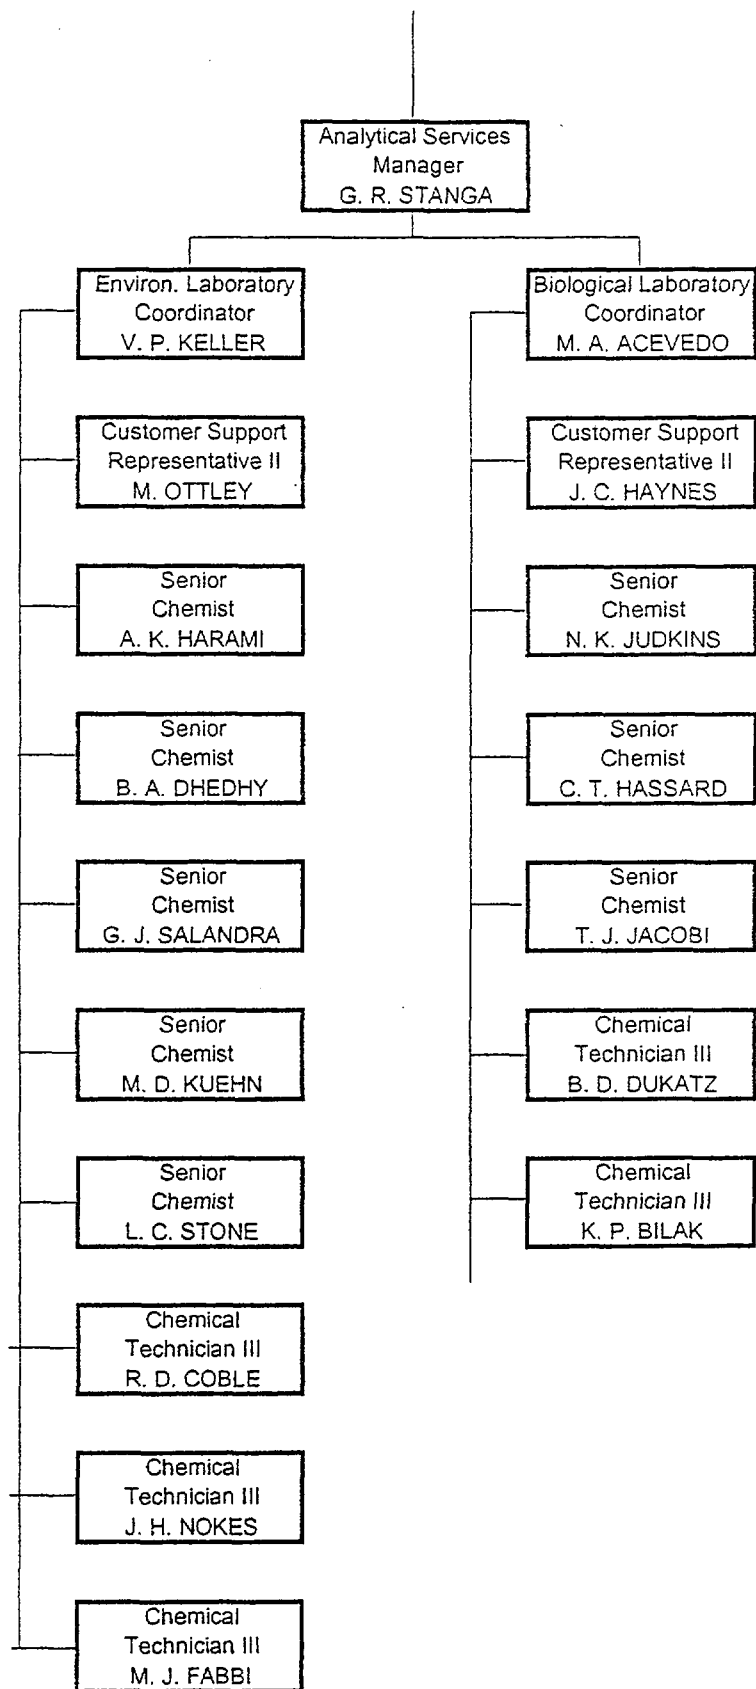 Analytical Services
Manager
G. R. STANGA
Environ. Laboratory
Coordinator
V. P. KELLER
Customer Support
Representative II
M. OTTLEY
Senior
Chemist
A. K. HARAMI
Senior
Chemist
B. A. DHEDHY
Senior
Chemist
G. J. SALANDRA
Senior
Chemist
M. D. KUEHN
Senior
Chemist
L. C. STONE
Chemical
Technician III
R. D. COBLE
Chemical
Technician III
J. H. NOKES
Chemical
Technician III
M. J. FABBI
Biological Laboratory
Coordinator
M. A. ACEVEDO
Customer Support
Representative II
J. C. HAYNES
Senior
Chemist
N. K. JUDKINS
Senior
Chemist
C. T. HASSARD
Senior
Chemist
T. J. JACOBI
Chemical
Technician III
B. D. DUKATZ
Chemical
Technician III
K. P. BILAK